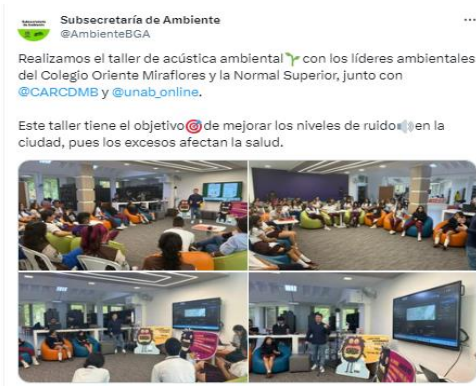 Subsecretaría de Ambiente
@AmbienteBGA
Realizamos el taller de acústica ambiental🌱con los líderes ambientales
del Colegio Oriente Miraflores y la Normal Superior, junto con
@CARCDMB y @unab_online.
Este taller tiene el objetivo🎯de mejorar los niveles de ruido🔊en la
ciudad, pues los excesos afectan la salud.